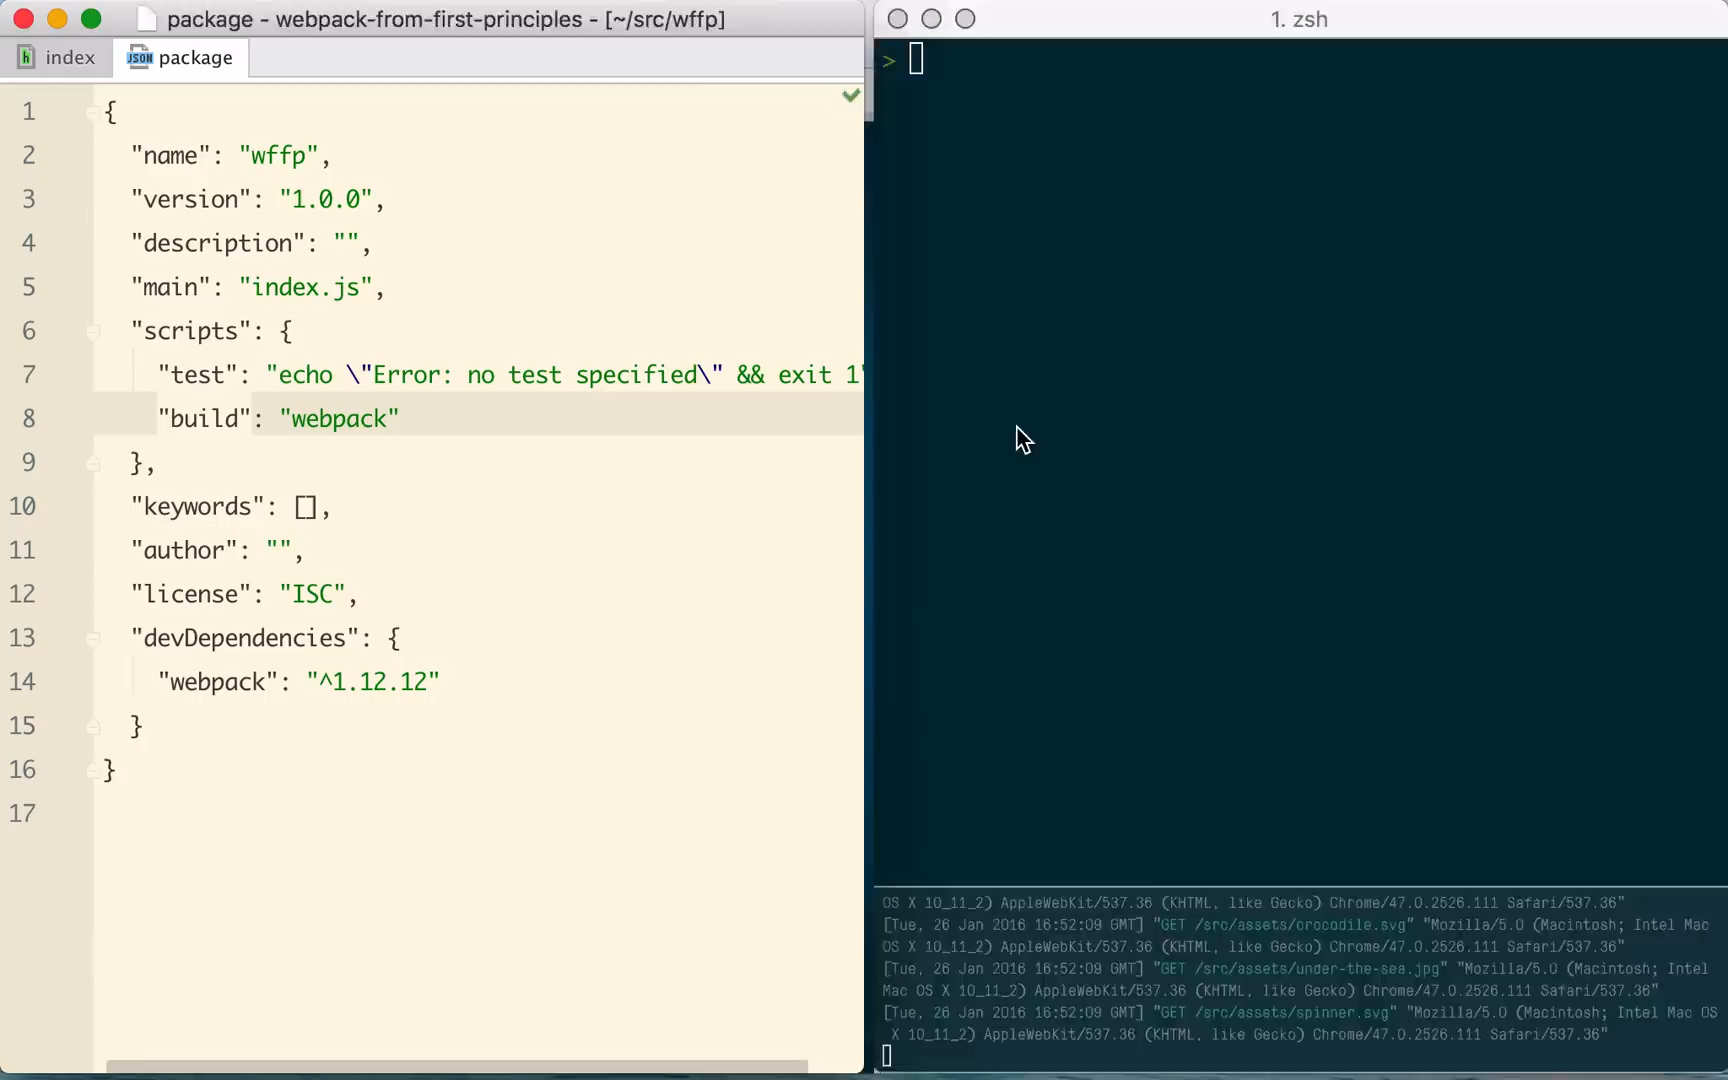 package - webpack-from-first-principles - [~/src/wffp]
index
package
1 {
2 "name": "wffp",
3 "version": "1.0.0",
4 "description": "",
5 "main": "index.js",
6 "scripts": {
7 "test": "echo \"Error: no test specified\" && exit 1"
8 "build": "webpack"
9 },
10 "keywords": [],
11 "author": "",
12 "license": "ISC",
13 "devDependencies": {
14 "webpack": "^1.12.12"
15 }
16 }
17
1. zsh
>
OS X 10_11_2) AppleWebKit/537.36 (KHTML, like Gecko) Chrome/47.0.2526.111 Safari/537.36"
[Tue, 26 Jan 2016 16:52:09 GMT] "GET /src/assets/crocodile.svg" "Mozilla/5.0 (Macintosh; Intel Mac
OS X 10_11_2) AppleWebKit/537.36 (KHTML, like Gecko) Chrome/47.0.2526.111 Safari/537.36"
[Tue, 26 Jan 2016 16:52:09 GMT] "GET /src/assets/under-the-sea.jpg" "Mozilla/5.0 (Macintosh; Intel
Mac OS X 10_11_2) AppleWebKit/537.36 (KHTML, like Gecko) Chrome/47.0.2526.111 Safari/537.36"
[Tue, 26 Jan 2016 16:52:09 GMT] "GET /src/assets/spinner.svg" "Mozilla/5.0 (Macintosh; Intel Mac OS
X 10_11_2) AppleWebKit/537.36 (KHTML, like Gecko) Chrome/47.0.2526.111 Safari/537.36"